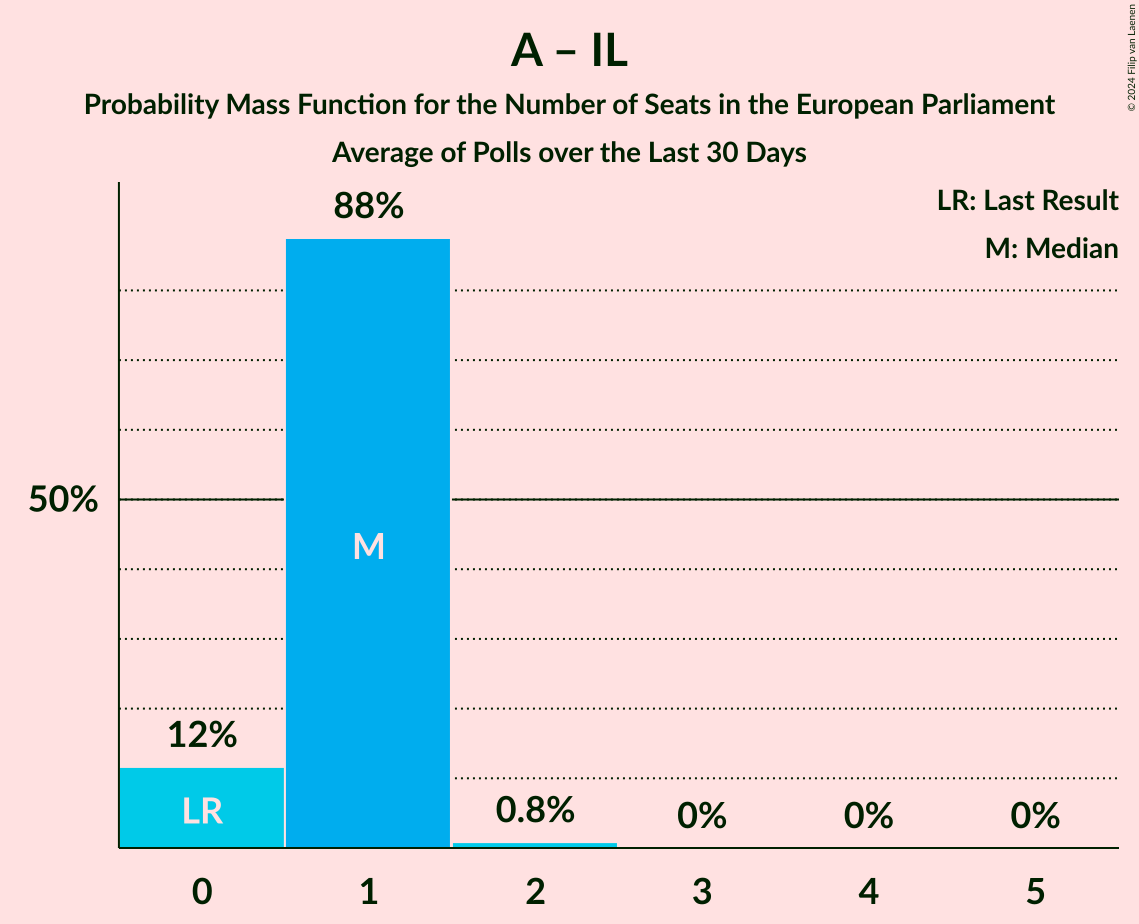 A – IL
Probability Mass Function for the Number of Seats in the European Parliament
Average of Polls over the Last 30 Days
© 2024 Filip van Laenen
LR: Last Result
M: Median
88%
50%
M
12%
LR
0.8%
0%
0%
0%
0
1
2
3
4
5